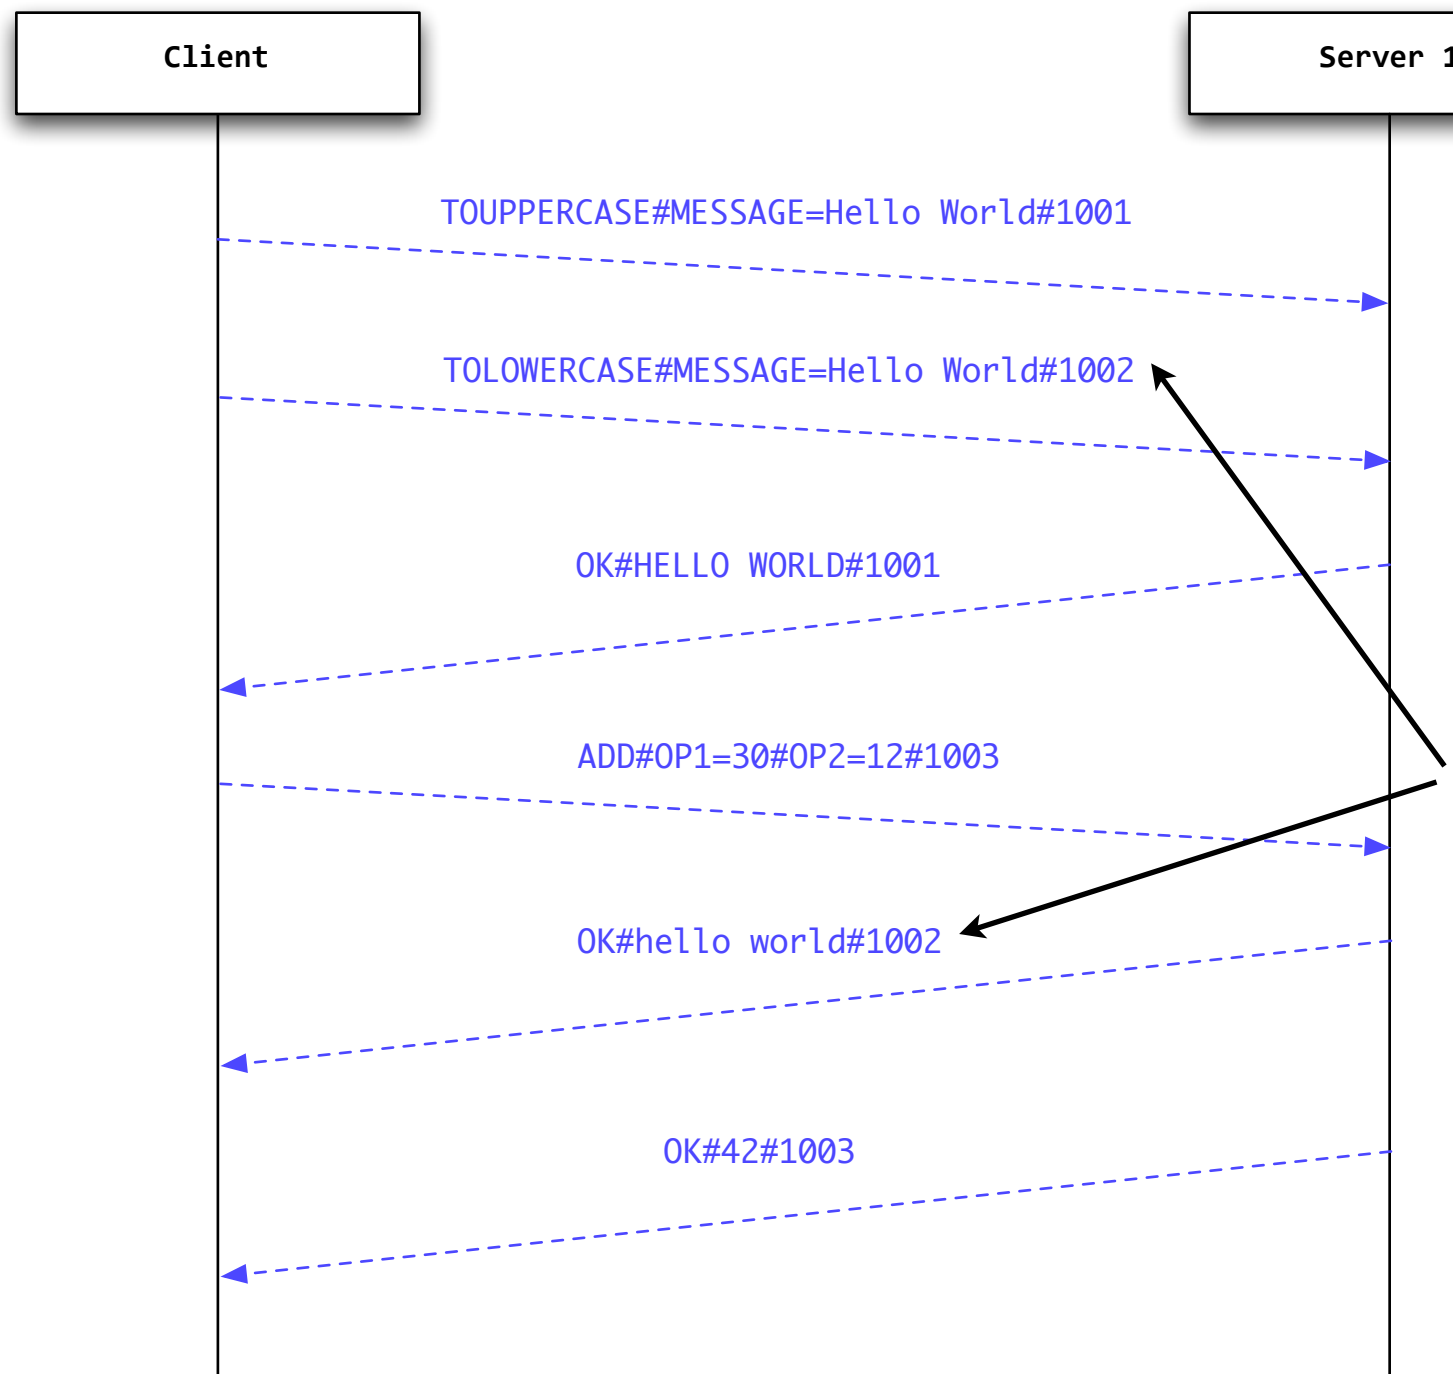 Client
Server 1
TOUPPERCASE#MESSAGE=Hello World#1001
TOLOWERCASE#MESSAGE=Hello World#1002
OK#HELLO WORLD#1001
ADD#OP1=30#OP2=12#1003
OK#hello world#1002
OK#42#1003